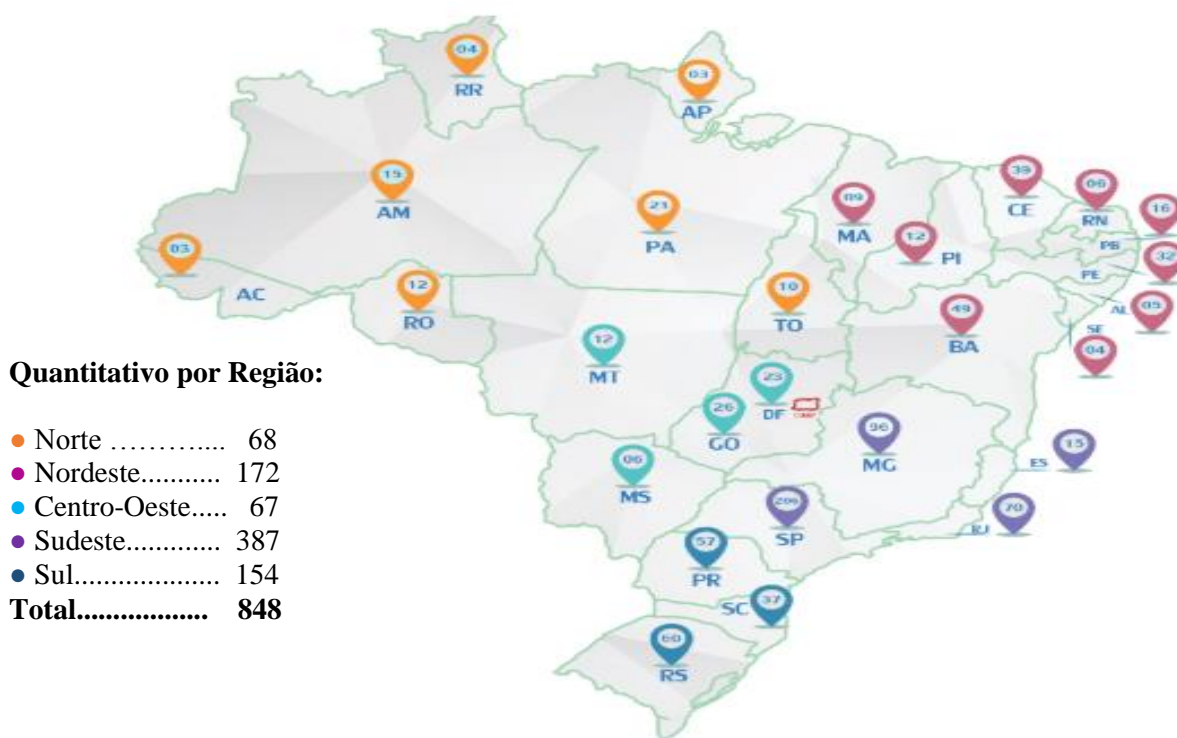 04
RR
03
AP
15
AM
21
PA
09
MA
39
CE
06
RN
16
PB
12
PI
32
PE
03
AC
12
RO
10
TO
49
BA
05
AL
SE
04
12
MT
Quantitativo por Região:
23
DF
26
GO
96
MG
15
ES
● Norte ………..... 68
● Nordeste........... 172
● Centro-Oeste..... 67
● Sudeste............. 387
● Sul.................... 154
Total.................. 848
06
MS
206
SP
70
RJ
57
PR
37
SC
60
RS